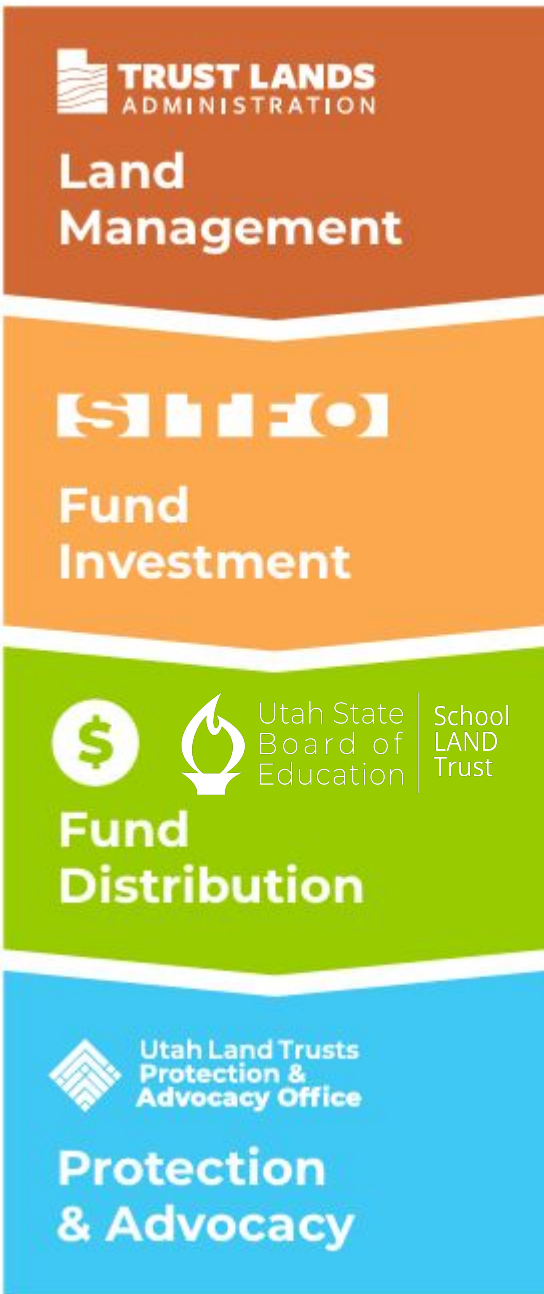 TRUST LANDS
ADMINISTRATION
Land
Management
SITFO
Fund
Investment
$
Utah State
Board of
Education
School
LAND
Trust
Fund
Distribution
Utah Land Trusts
Protection &
Advocacy Office
Protection
& Advocacy